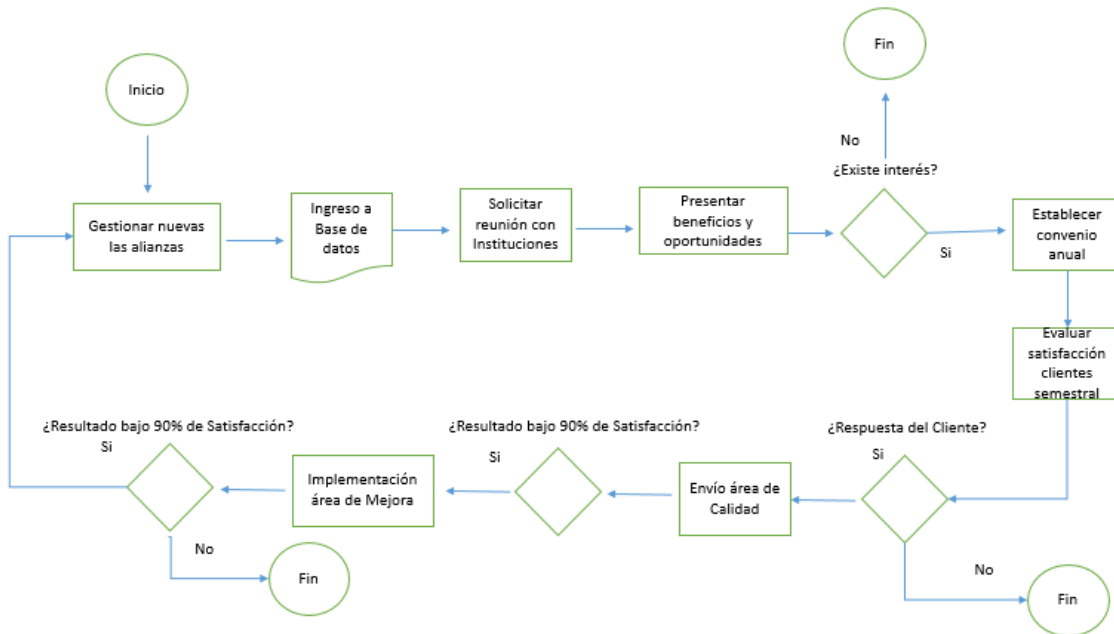 Fin
Inicio
No
¿Existe interés?
Gestionar nuevas
las alianzas
Ingreso a
Base de
datos
Solicitar
reunión con
Instituciones
Presentar
beneficios y
oportunidades
Si
Establecer
convenio
anual
Evaluar
satisfacción
clientes
semestral
¿Resultado bajo 90% de Satisfacción?
Si
Implementación
área de Mejora
¿Resultado bajo 90% de Satisfacción?
Si
Envío área de
Calidad
¿Respuesta del Cliente?
Si
No
Fin
No
Fin